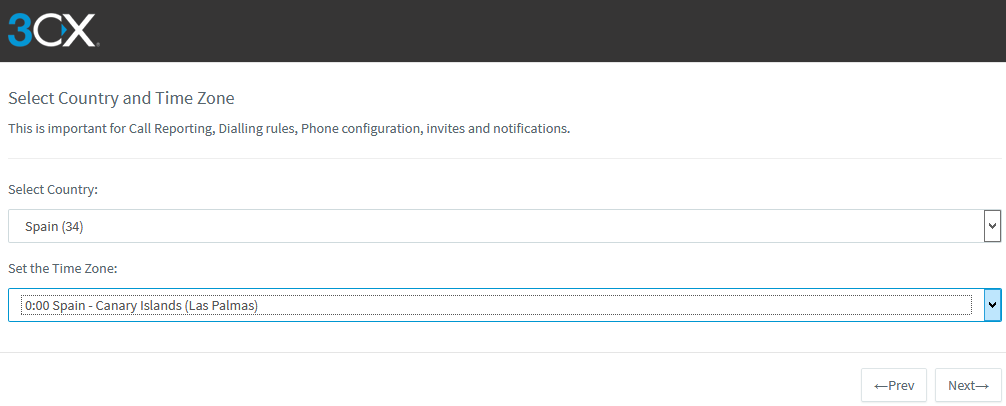 3CX
Select Country and Time Zone
This is important for Call Reporting, Dialling rules, Phone configuration, invites and notifications.
Select Country:
Spain (34)
Set the Time Zone:
0:00 Spain - Canary Islands (Las Palmas)
←Prev Next→